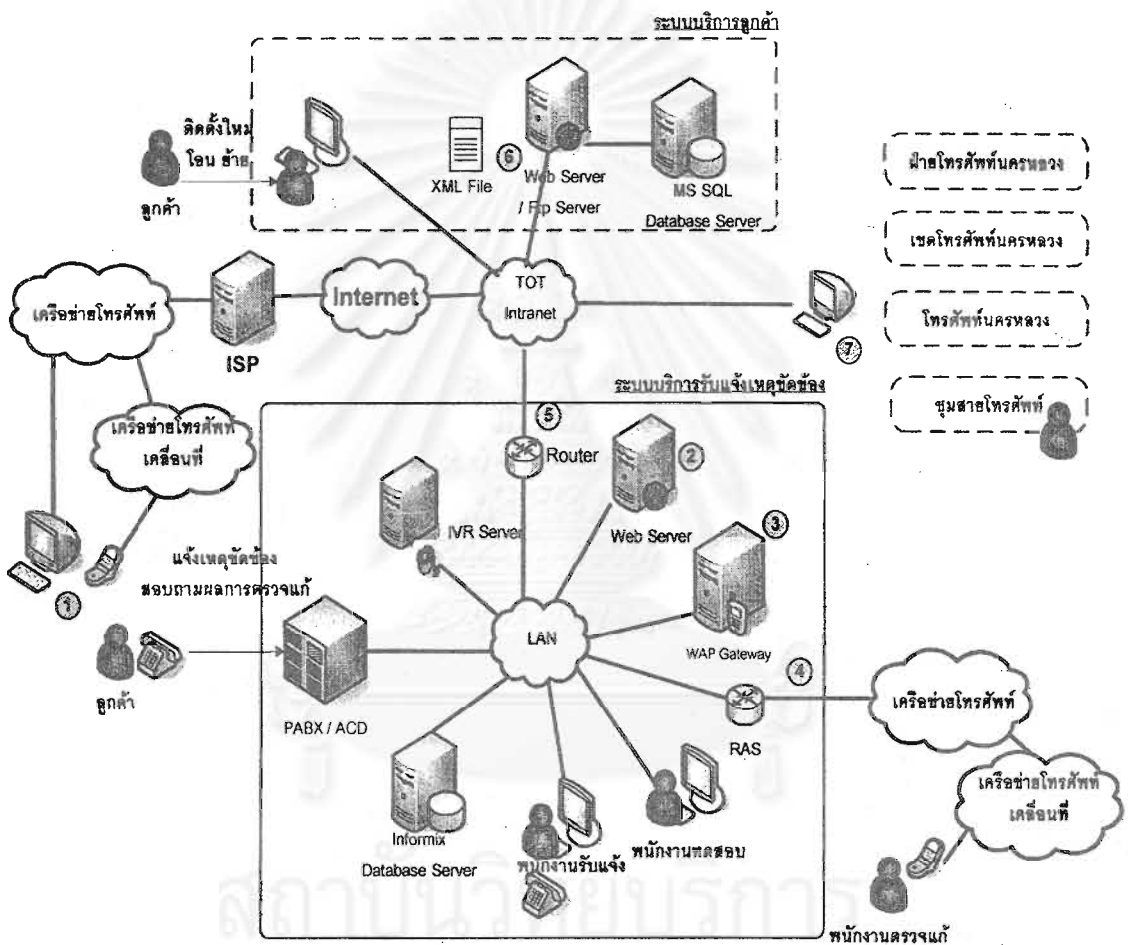 ระบบบริการลูกค้า
ติดตั้งใหม่
โอน ย้าย
ลูกค้า
XML File
6
Web Server
/ Ftp Server
MS SQL
Database Server
ฝ่ายโทรศัพท์นครหลวง
เขตโทรศัพท์นครหลวง
โทรศัพท์นครหลวง
ชุมสายโทรศัพท์
เครือข่ายโทรศัพท์
ISP
Internet
TOT
Intranet
7
เครือข่ายโทรศัพท์
เคลื่อนที่
ระบบบริการรับแจ้งเหตุขัดข้อง
5
Router
2
Web Server
IVR Server
3
WAP Gateway
1
แจ้งเหตุขัดข้อง
สอบถามผลการตรวจแก้
ลูกค้า
PABX / ACD
LAN
4
RAS
เครือข่ายโทรศัพท์
เครือข่ายโทรศัพท์
เคลื่อนที่
Informix
Database Server
พนักงานรับแจ้ง
พนักงานทดสอบ
พนักงานตรวจแก้
สถาบันวิทยบริการ